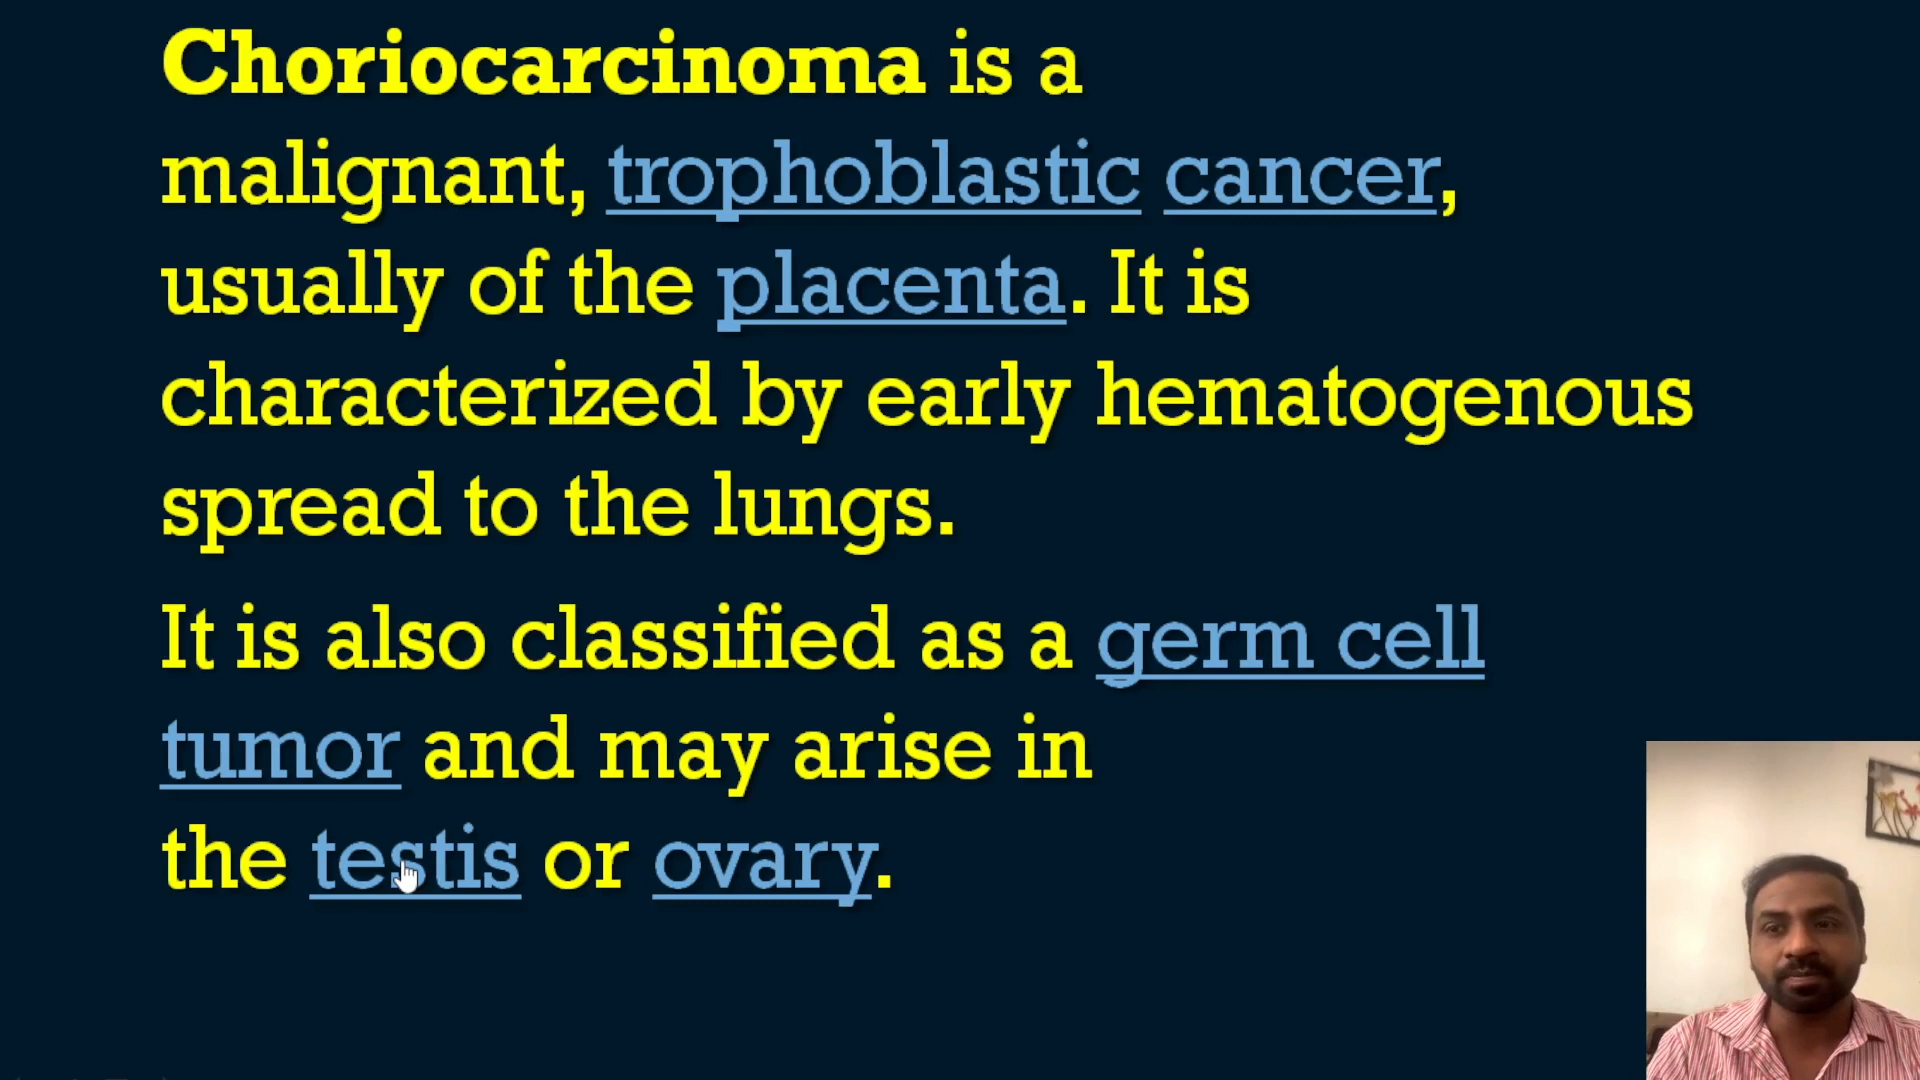 Choriocarcinoma is a
malignant, trophoblastic cancer,
usually of the placenta. It is
characterized by early hematogenous
spread to the lungs.
It is also classified as a germ cell
tumor and may arise in
the testis or ovary.